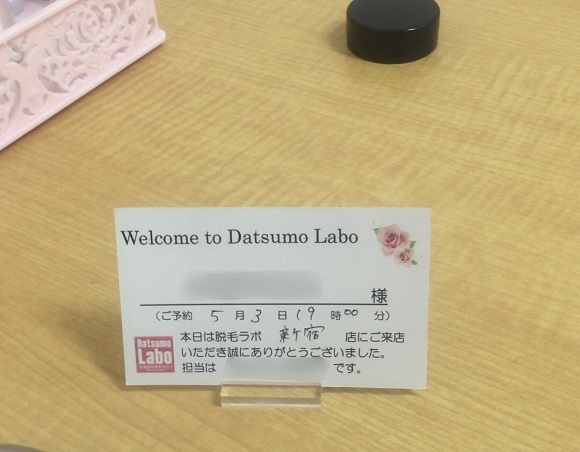 Welcome to Datsumo Labo
様
(ご予約 5 月 3 日 19 時 00 分)
本日は脱毛ラボ 新宿 店にご来店
いただき誠にありがとうございました。
担当は です。
Datsumo
Labo